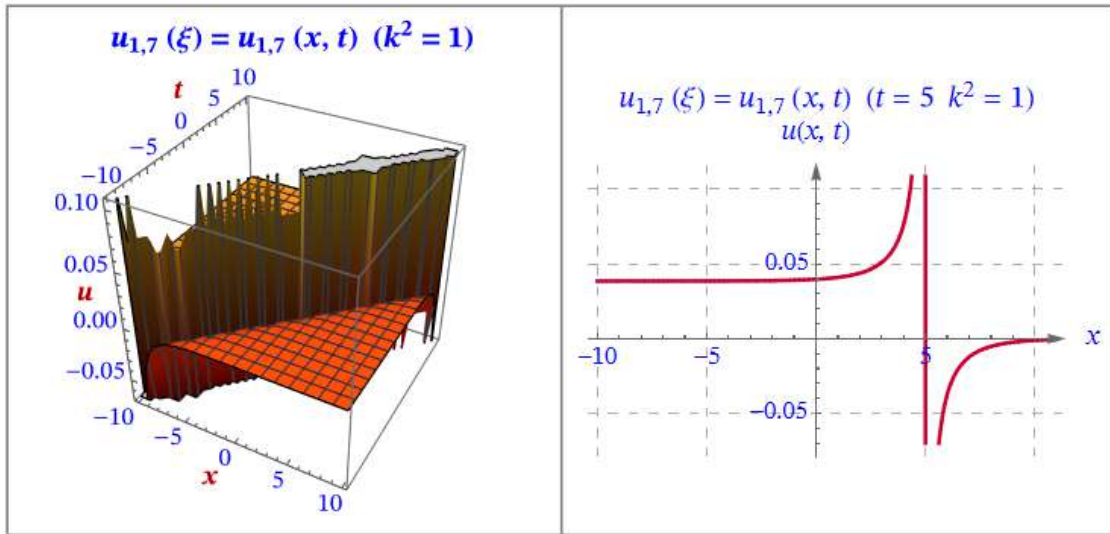 u₁,₇ (ξ) = u₁,₇ (x, t) (k² = 1)
10
t
5
0
−5
−10
0.10
0.05
u
0.00
−0.05
−10
−5
0
x
5
10
u₁,₇ (ξ) = u₁,₇ (x, t) (t = 5 k² = 1)
u(x, t)
0.05
−10
−5
5
x
−0.05